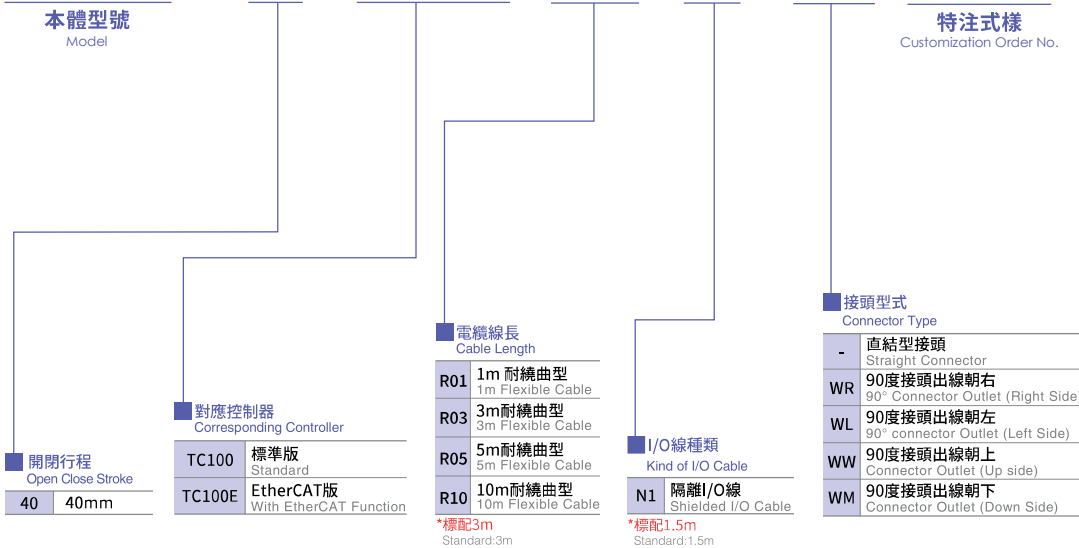 本體型號
Model
特注式樣
Customization Order No.
開閉行程
Open Close Stroke
40 40mm
對應控制器
Corresponding Controller
TC100 標準版
Standard
TC100E EtherCAT版
With EtherCAT Function
電纜線長
Cable Length
R01 1m 耐繞曲型
1m Flexible Cable
R03 3m耐繞曲型
3m Flexible Cable
R05 5m耐繞曲型
5m Flexible Cable
R10 10m耐繞曲型
10m Flexible Cable
*標配3m
Standard:3m
I/O線種類
Kind of I/O Cable
N1 隔離I/O線
Shielded I/O Cable
*標配1.5m
Standard:1.5m
接頭型式
Connector Type
- 直結型接頭
Straight Connector
WR 90度接頭出線朝右
90° Connector Outlet (Right Side)
WL 90度接頭出線朝左
90° connector Outlet (Left Side)
WW 90度接頭出線朝上
Connector Outlet (Up side)
WM 90度接頭出線朝下
Connector Outlet (Down Side)